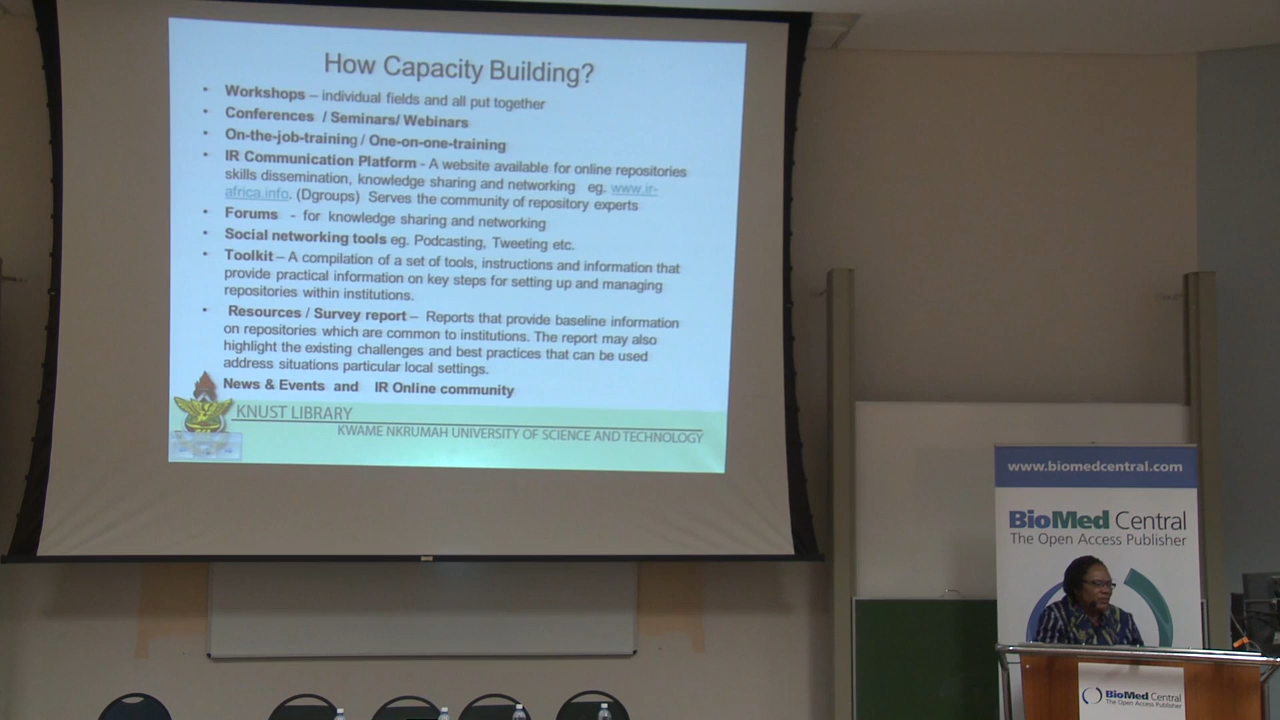 How Capacity Building?
• Workshops – individual fields and all put together
• Conferences / Seminars/ Webinars
• On-the-job-training / One-on-one-training
• IR Communication Platform - A website available for online repositories
skills dissemination, knowledge sharing and networking eg. www.ir-
africa.info. (Dgroups) Serves the community of repository experts
• Forums - for knowledge sharing and networking
• Social networking tools eg. Podcasting, Tweeting etc.
• Toolkit – A compilation of a set of tools, instructions and information that
provide practical information on key steps for setting up and managing
repositories within institutions.
• Resources / Survey report – Reports that provide baseline information
on repositories which are common to institutions. The report may also
highlight the existing challenges and best practices that can be used
address situations particular local settings.
News & Events and IR Online community
KNUST LIBRARY
KWAME NKRUMAH UNIVERSITY OF SCIENCE AND TECHNOLOGY
www.biomedcentral.com
BioMed Central
The Open Access Publisher
BioMed Central
The Open Access Publisher